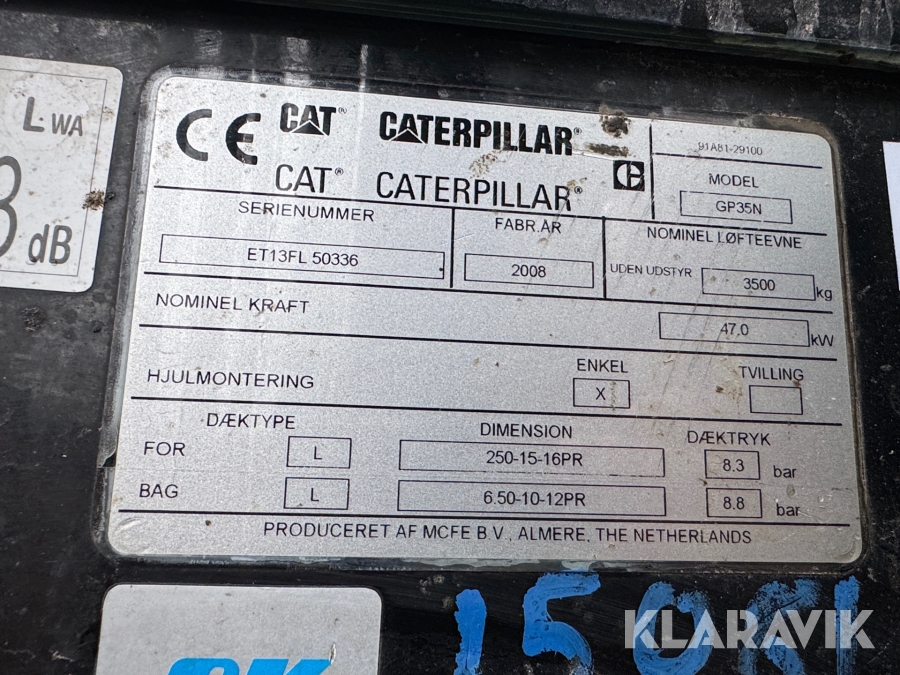 L WA
dB
CE CAT® CATERPILLAR®
CAT® CATERPILLAR®
91A81-29100
MODEL
GP35N
SERIENUMMER
ET13FL 50336
FABR.ÅR
2008
NOMINEL LØFTEEVNE
UDEN UDSTYR 3500 kg
NOMINEL KRAFT 47.0 kW
HJULMONTERING ENKEL X TVILLING
DÆKTYPE DIMENSION DÆKTRYK
FOR L 250-15-16PR 8.3 bar
BAG L 6.50-10-12PR 8.8 bar
PRODUCERET AF MCFE B.V., ALMERE, THE NETHERLANDS
KLARAVIK